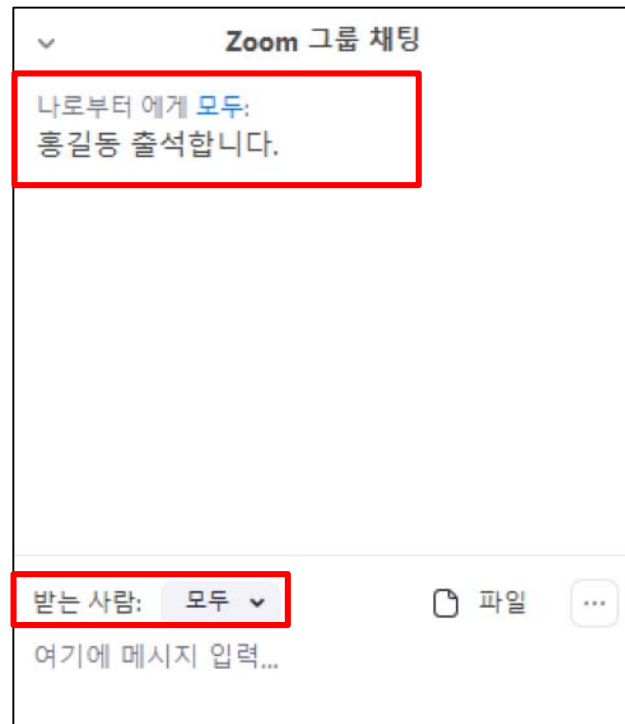 Zoom 그룹 채팅
나로부터 에게 모두:
홍길동 출석합니다.
받는 사람: 모두 파일 ...
여기에 메시지 입력...